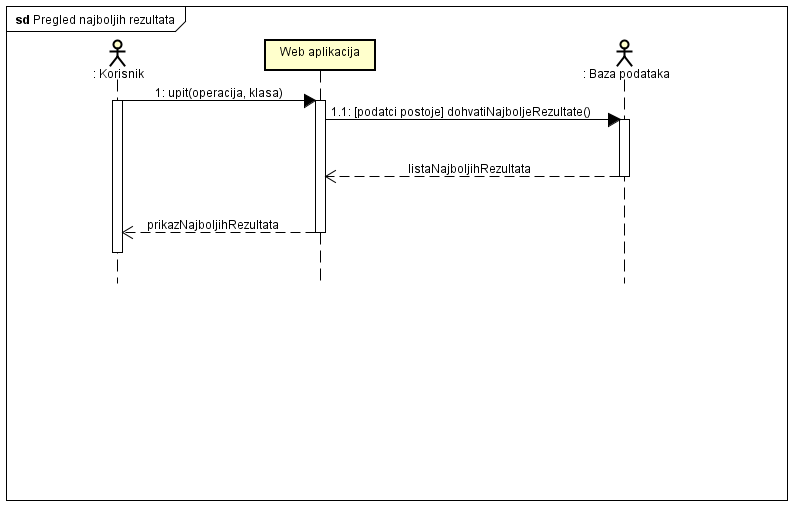 sd Pregled najboljih rezultata
: Korisnik
Web aplikacija
: Baza podataka
1: upit(operacija, klasa)
1.1: [podatci postoje] dohvatiNajboljeRezultate()
listaNajboljihRezultata
prikazNajboljihRezultata